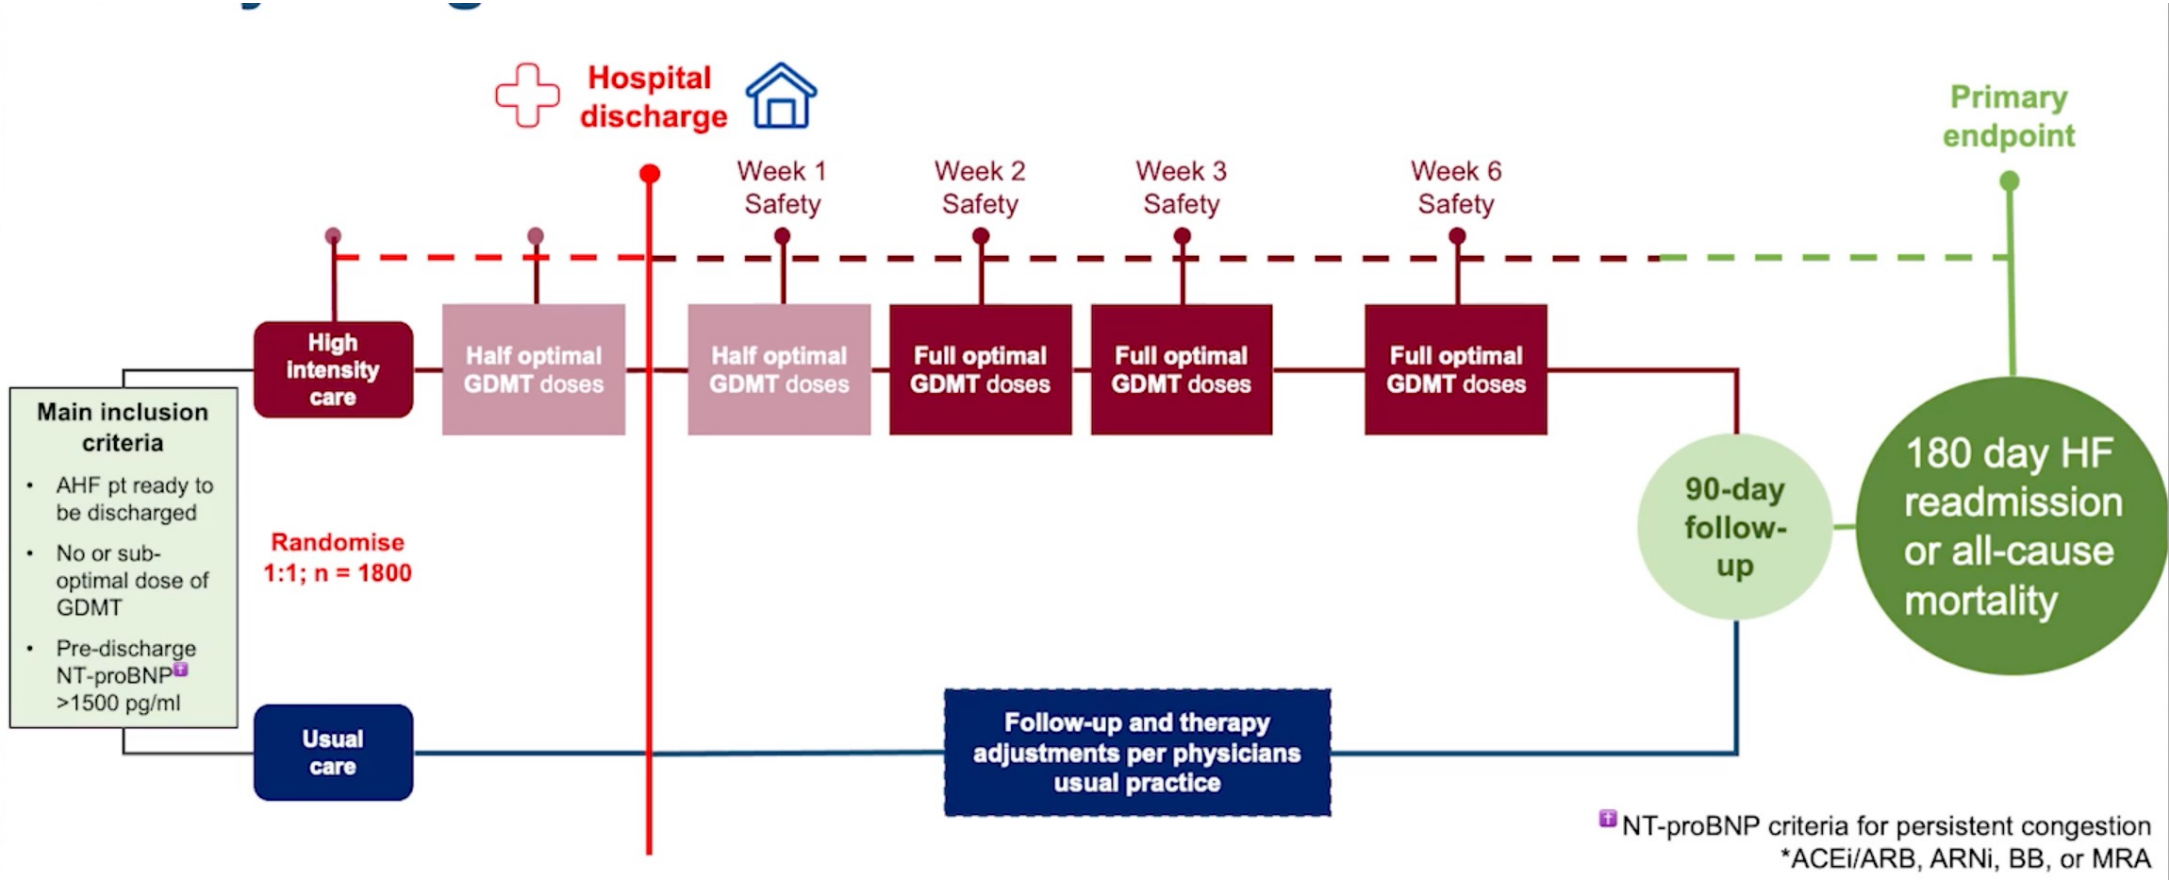 Hospital
discharge
Primary
endpoint
Week 1
Safety
Week 2
Safety
Week 3
Safety
Week 6
Safety
High
intensity
care
Half optimal
GDMT doses
Half optimal
GDMT doses
Full optimal
GDMT doses
Full optimal
GDMT doses
Full optimal
GDMT doses
Main inclusion
criteria
• AHF pt ready to
be discharged
• No or sub-
optimal dose of
GDMT
• Pre-discharge
NT-proBNP✝️
>1500 pg/ml
Randomise
1:1; n = 1800
90-day
follow-
up
180 day HF
readmission
or all-cause
mortality
Usual
care
Follow-up and therapy
adjustments per physicians
usual practice
✝️ NT-proBNP criteria for persistent congestion
*ACEi/ARB, ARNi, BB, or MRA